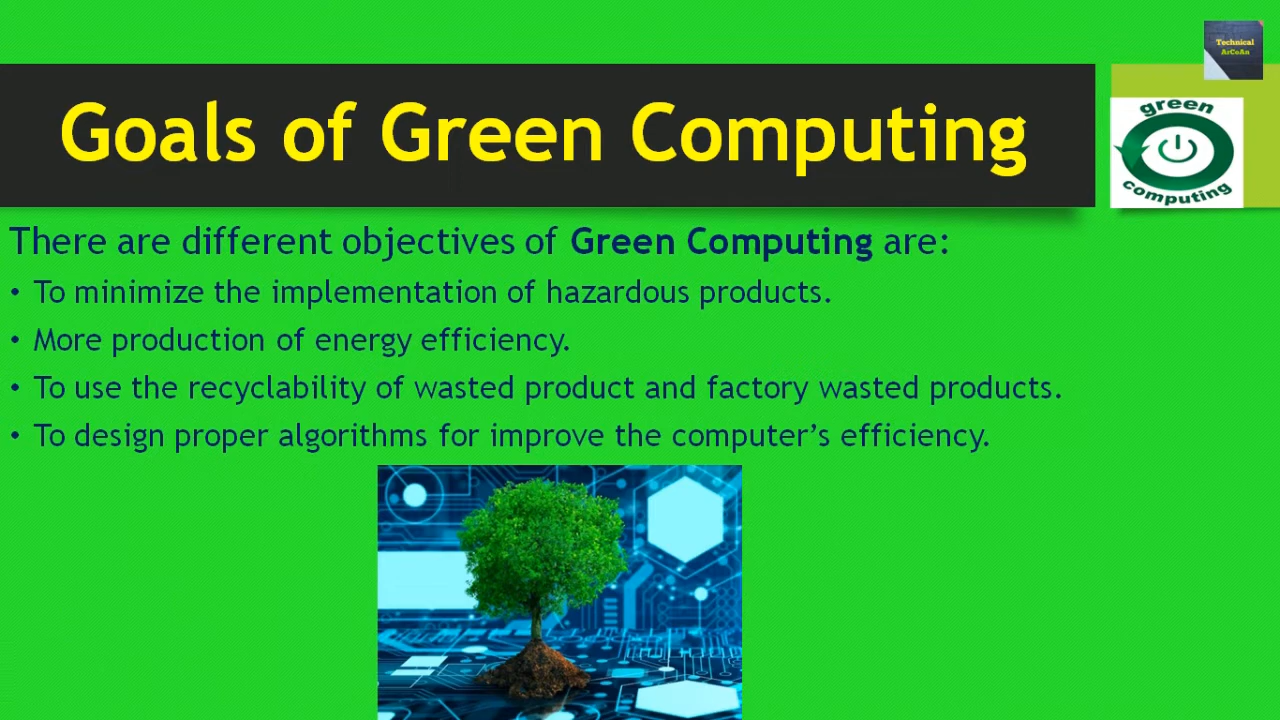 Technical
ArCoAn
Goals of Green Computing
green
computing
There are different objectives of Green Computing are:
• To minimize the implementation of hazardous products.
• More production of energy efficiency.
• To use the recyclability of wasted product and factory wasted products.
• To design proper algorithms for improve the computer’s efficiency.